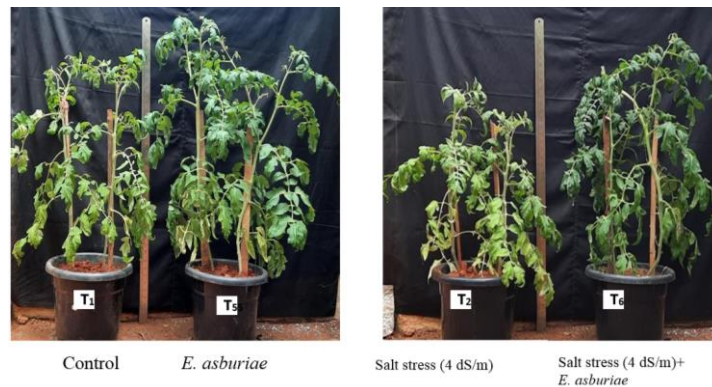 T1
T5
T2
T6
Control
E. asburiae
Salt stress (4 dS/m)
Salt stress (4 dS/m)+
E. asburiae